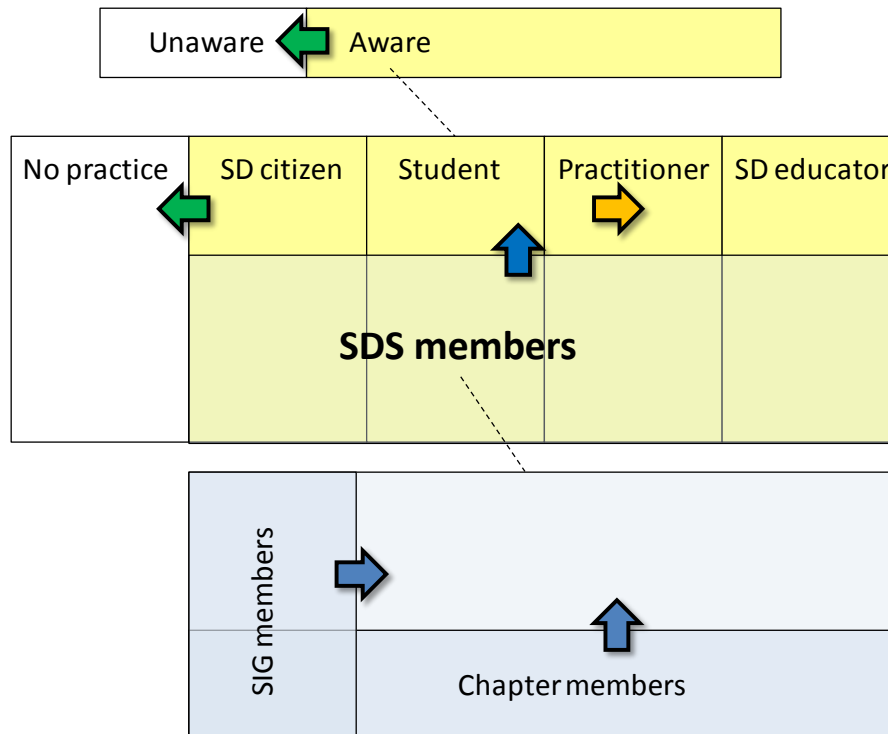 Unaware
Aware
No practice
SD citizen
Student
Practitioner
SD educator
SDS members
SIG members
Chapter members